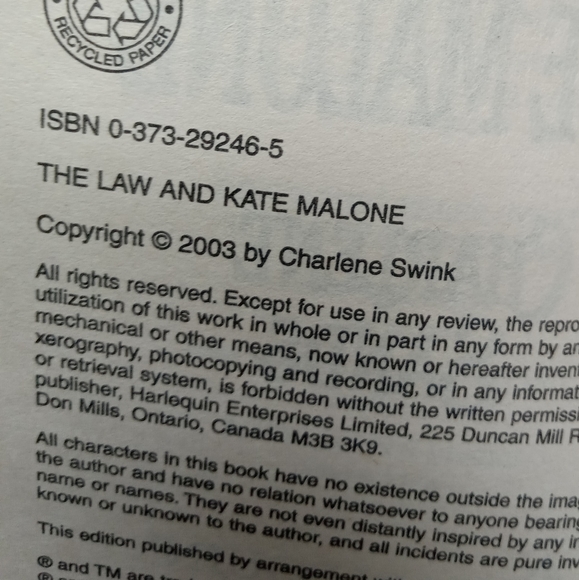 RECYCLED PAPER
ISBN 0-373-29246-5
THE LAW AND KATE MALONE
Copyright © 2003 by Charlene Swink
All rights reserved. Except for use in any review, the repro
utilization of this work in whole or in part in any form by an
mechanical or other means, now known or hereafter invent
xerography, photocopying and recording, or in any informat
or retrieval system, is forbidden without the written permissi
publisher, Harlequin Enterprises Limited, 225 Duncan Mill R
Don Mills, Ontario, Canada M3B 3K9.
All characters in this book have no existence outside the ima
the author and have no relation whatsoever to anyone bearing
name or names. They are not even distantly inspired by any in
known or unknown to the author, and all incidents are pure inv
This edition published by arrangement
® and TM are